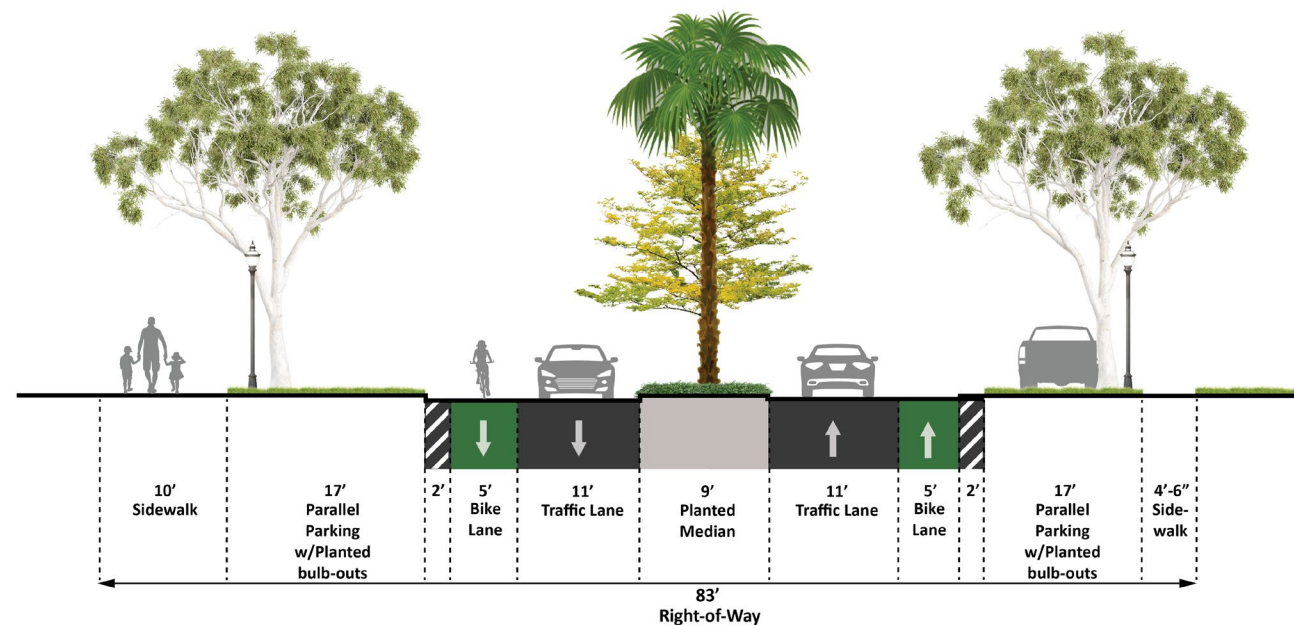 10’
Sidewalk
17’
Parallel
Parking
w/Planted
bulb-outs
2’
5’
Bike
Lane
11’
Traffic Lane
9’
Planted
Median
11’
Traffic Lane
5’
Bike
Lane
2’
17’
Parallel
Parking
w/Planted
bulb-outs
4’-6”
Side-
walk
83’
Right-of-Way